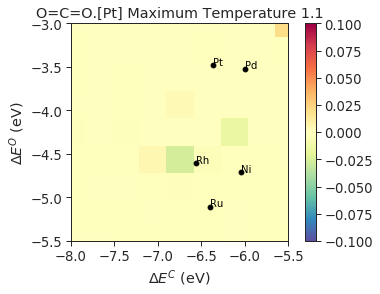 O=C=O.[Pt] Maximum Temperature 1.1
−3.0
−3.5
−4.0
−4.5
−5.0
−5.5
ΔE^O (eV)
Pt
Pd
Rh
Ni
Ru
−8.0 −7.5 −7.0 −6.5 −6.0 −5.5
ΔE^C (eV)
0.100
0.075
0.050
0.025
0.000
−0.025
−0.050
−0.075
−0.100